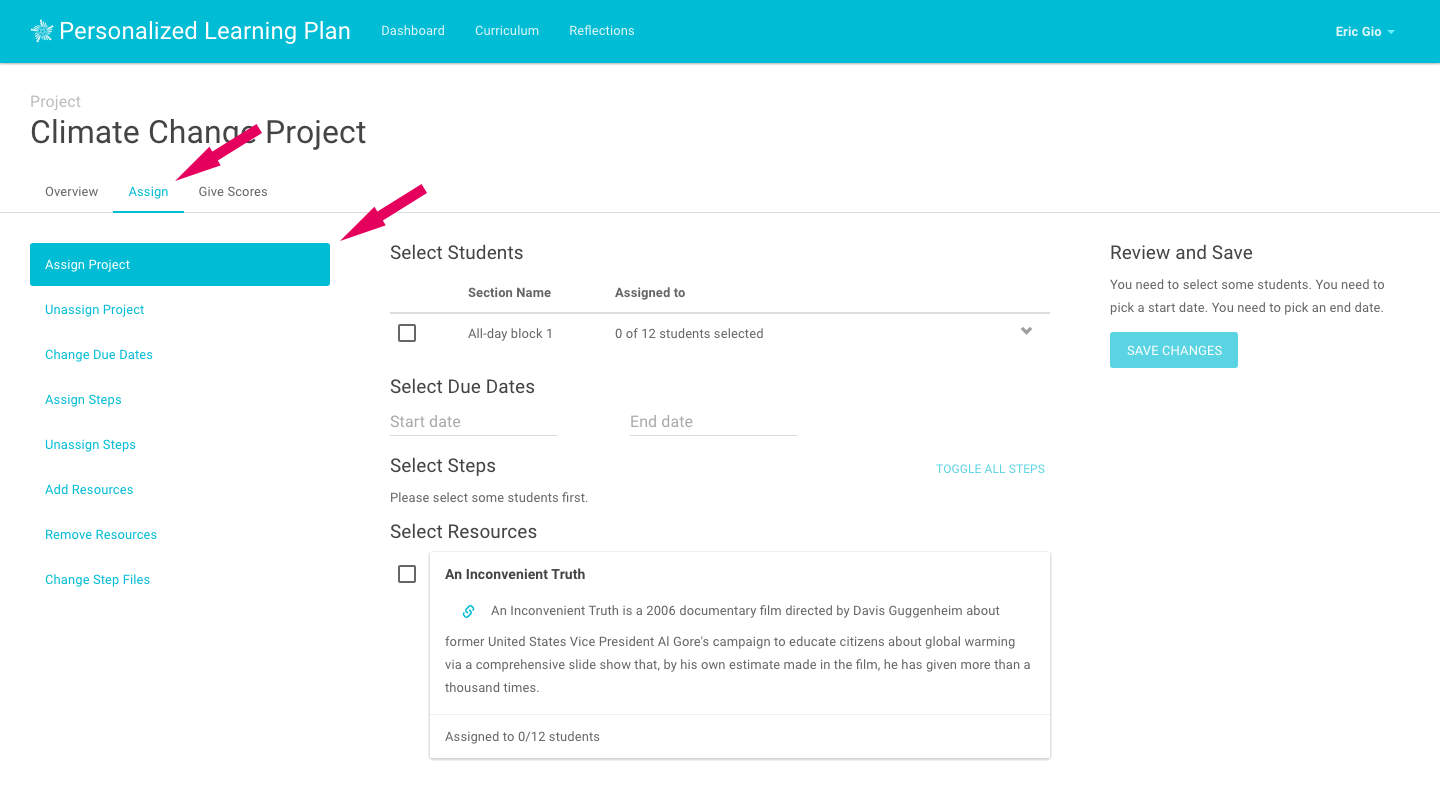 Personalized Learning Plan Dashboard Curriculum Reflections Eric Gio
Project
Climate Change Project
Overview Assign Give Scores
Assign Project
Unassign Project
Change Due Dates
Assign Steps
Unassign Steps
Add Resources
Remove Resources
Change Step Files
Select Students
Section Name Assigned to
All-day block 1 0 of 12 students selected
Select Due Dates
Start date End date
Select Steps TOGGLE ALL STEPS
Please select some students first.
Select Resources
An Inconvenient Truth
An Inconvenient Truth is a 2006 documentary film directed by Davis Guggenheim about
former United States Vice President Al Gore's campaign to educate citizens about global warming
via a comprehensive slide show that, by his own estimate made in the film, he has given more than a
thousand times.
Assigned to 0/12 students
Review and Save
You need to select some students. You need to
pick a start date. You need to pick an end date.
SAVE CHANGES